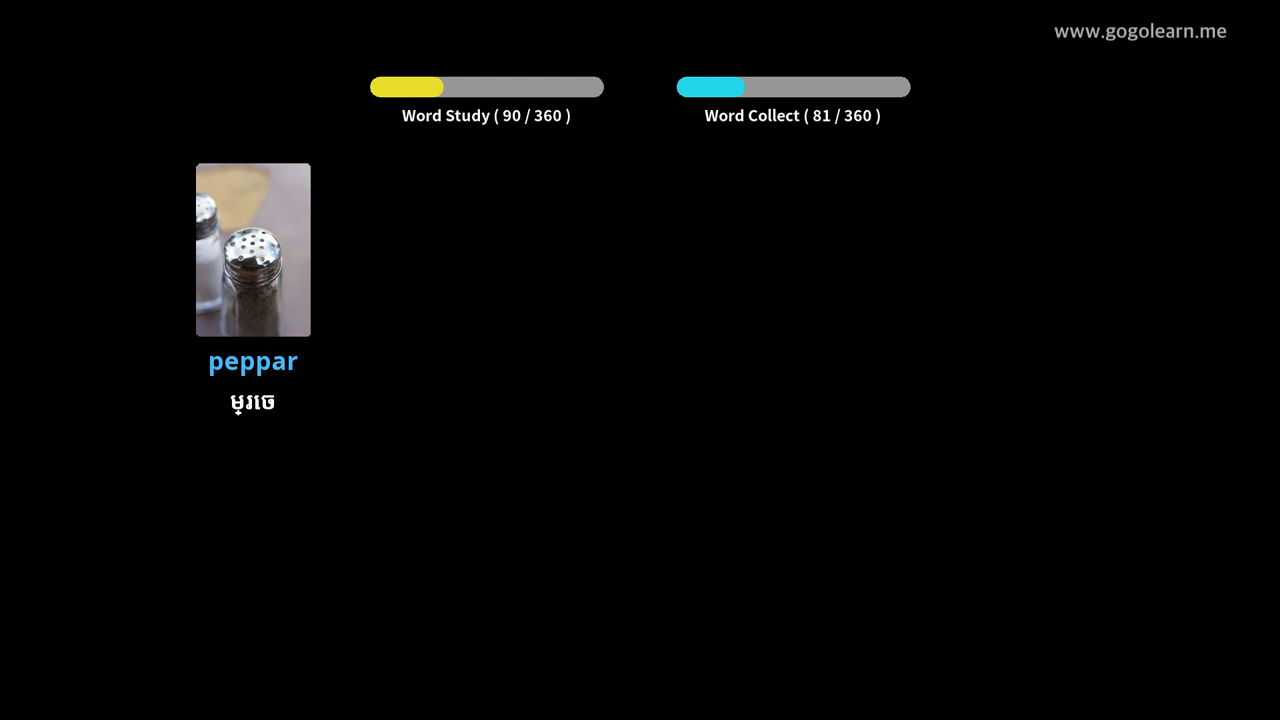 www.gogolearn.me
Word Study ( 90 / 360 )
Word Collect ( 81 / 360 )
peppar
ម្រេច